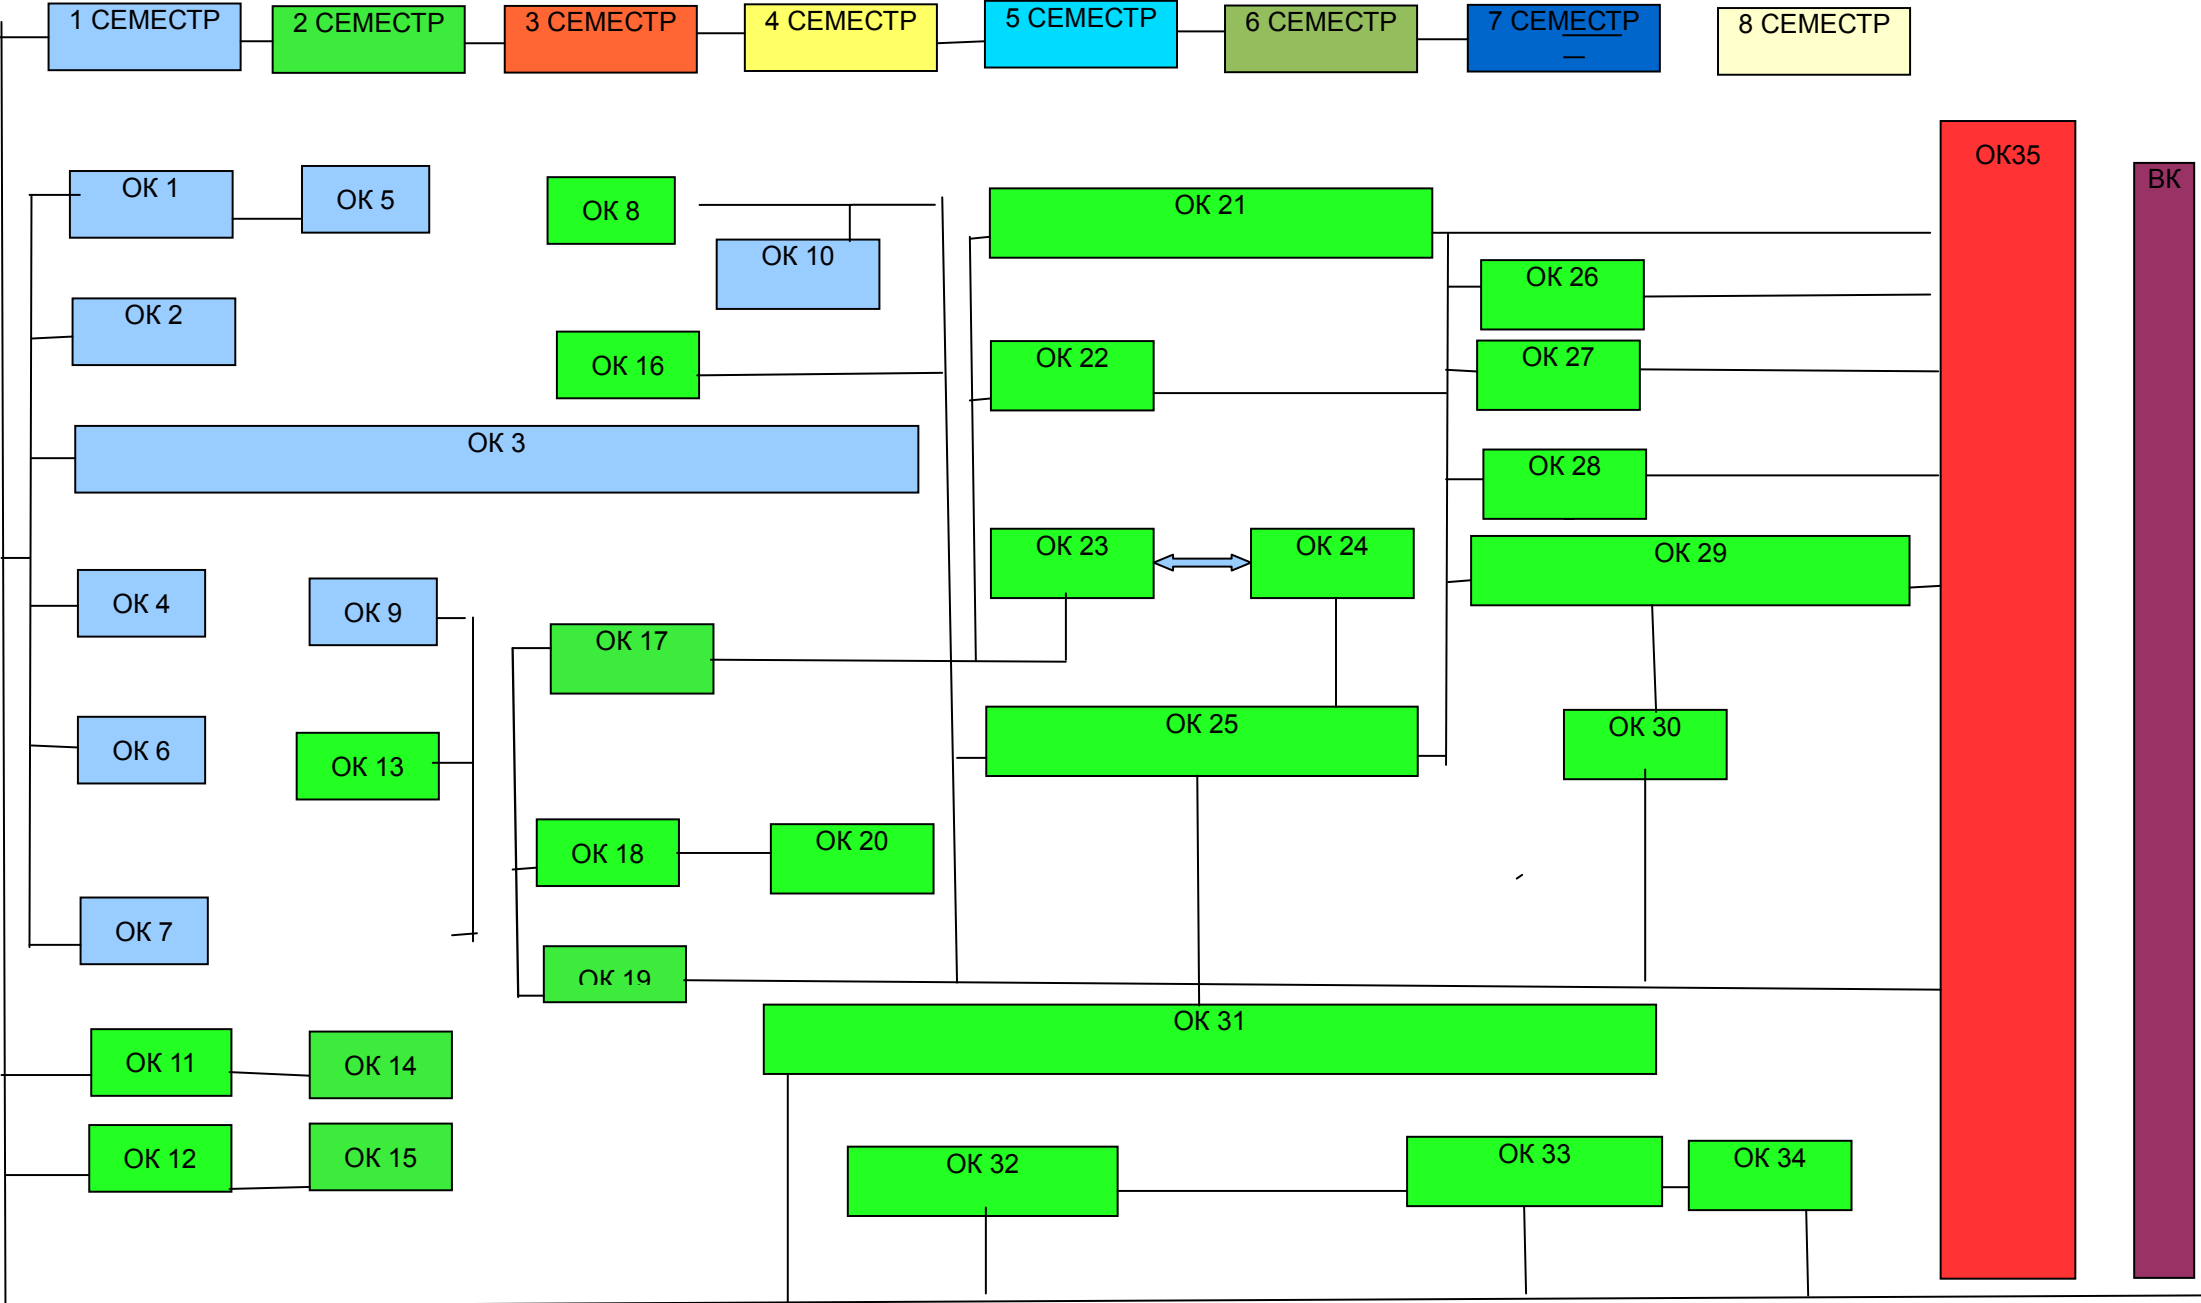 1 СЕМЕСТР
2 СЕМЕСТР
3 СЕМЕСТР
4 СЕМЕСТР
5 СЕМЕСТР
6 СЕМЕСТР
7 СЕМЕСТР
8 СЕМЕСТР
ОК35
ВК
ОК 1
ОК 5
ОК 8
ОК 21
ОК 10
ОК 26
ОК 2
ОК 16
ОК 22
ОК 27
ОК 3
ОК 28
ОК 23
ОК 24
ОК 29
ОК 4
ОК 9
ОК 17
ОК 25
ОК 30
ОК 6
ОК 13
ОК 18
ОК 20
ОК 7
ОК 19
ОК 31
ОК 11
ОК 14
ОК 12
ОК 15
ОК 32
ОК 33
ОК 34